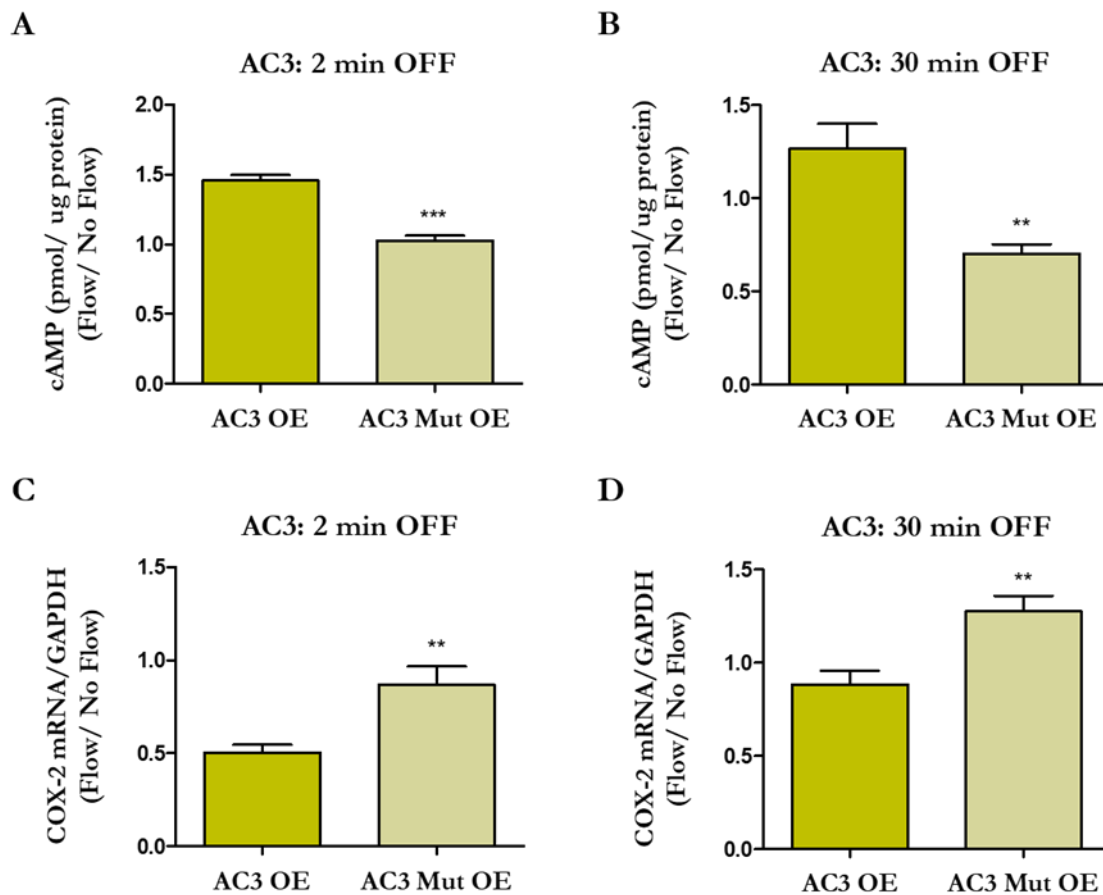 A
AC3: 2 min OFF
cAMP (pmol/ ug protein)
(Flow/ No Flow)
2.0
1.5
1.0
0.5
0.0
***
AC3 OE
AC3 Mut OE
B
AC3: 30 min OFF
cAMP (pmol/ ug protein)
(Flow/ No Flow)
1.5
1.0
0.5
0.0
**
AC3 OE
AC3 Mut OE
C
AC3: 2 min OFF
COX-2 mRNA/GAPDH
(Flow/ No Flow)
1.5
1.0
0.5
0.0
**
AC3 OE
AC3 Mut OE
D
AC3: 30 min OFF
COX-2 mRNA/GAPDH
(Flow/ No Flow)
1.5
1.0
0.5
0.0
**
AC3 OE
AC3 Mut OE